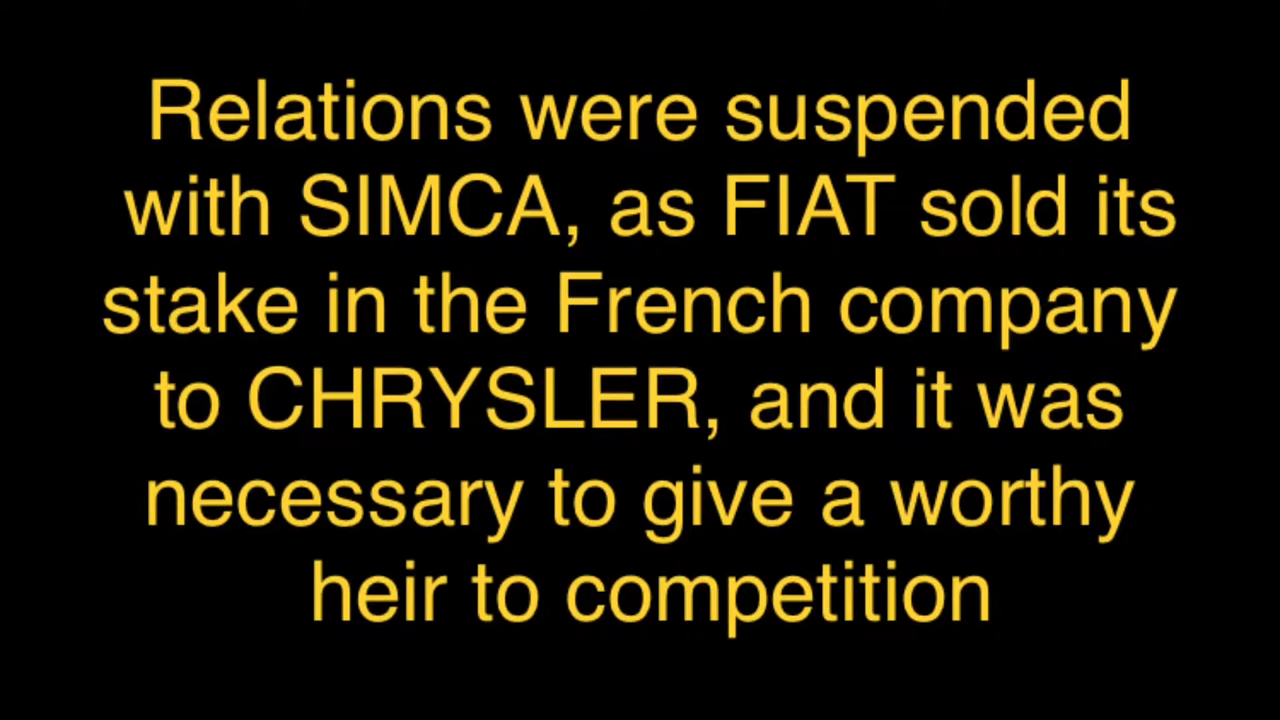 Relations were suspended
with SIMCA, as FIAT sold its
stake in the French company
to CHRYSLER, and it was
necessary to give a worthy
heir to competition